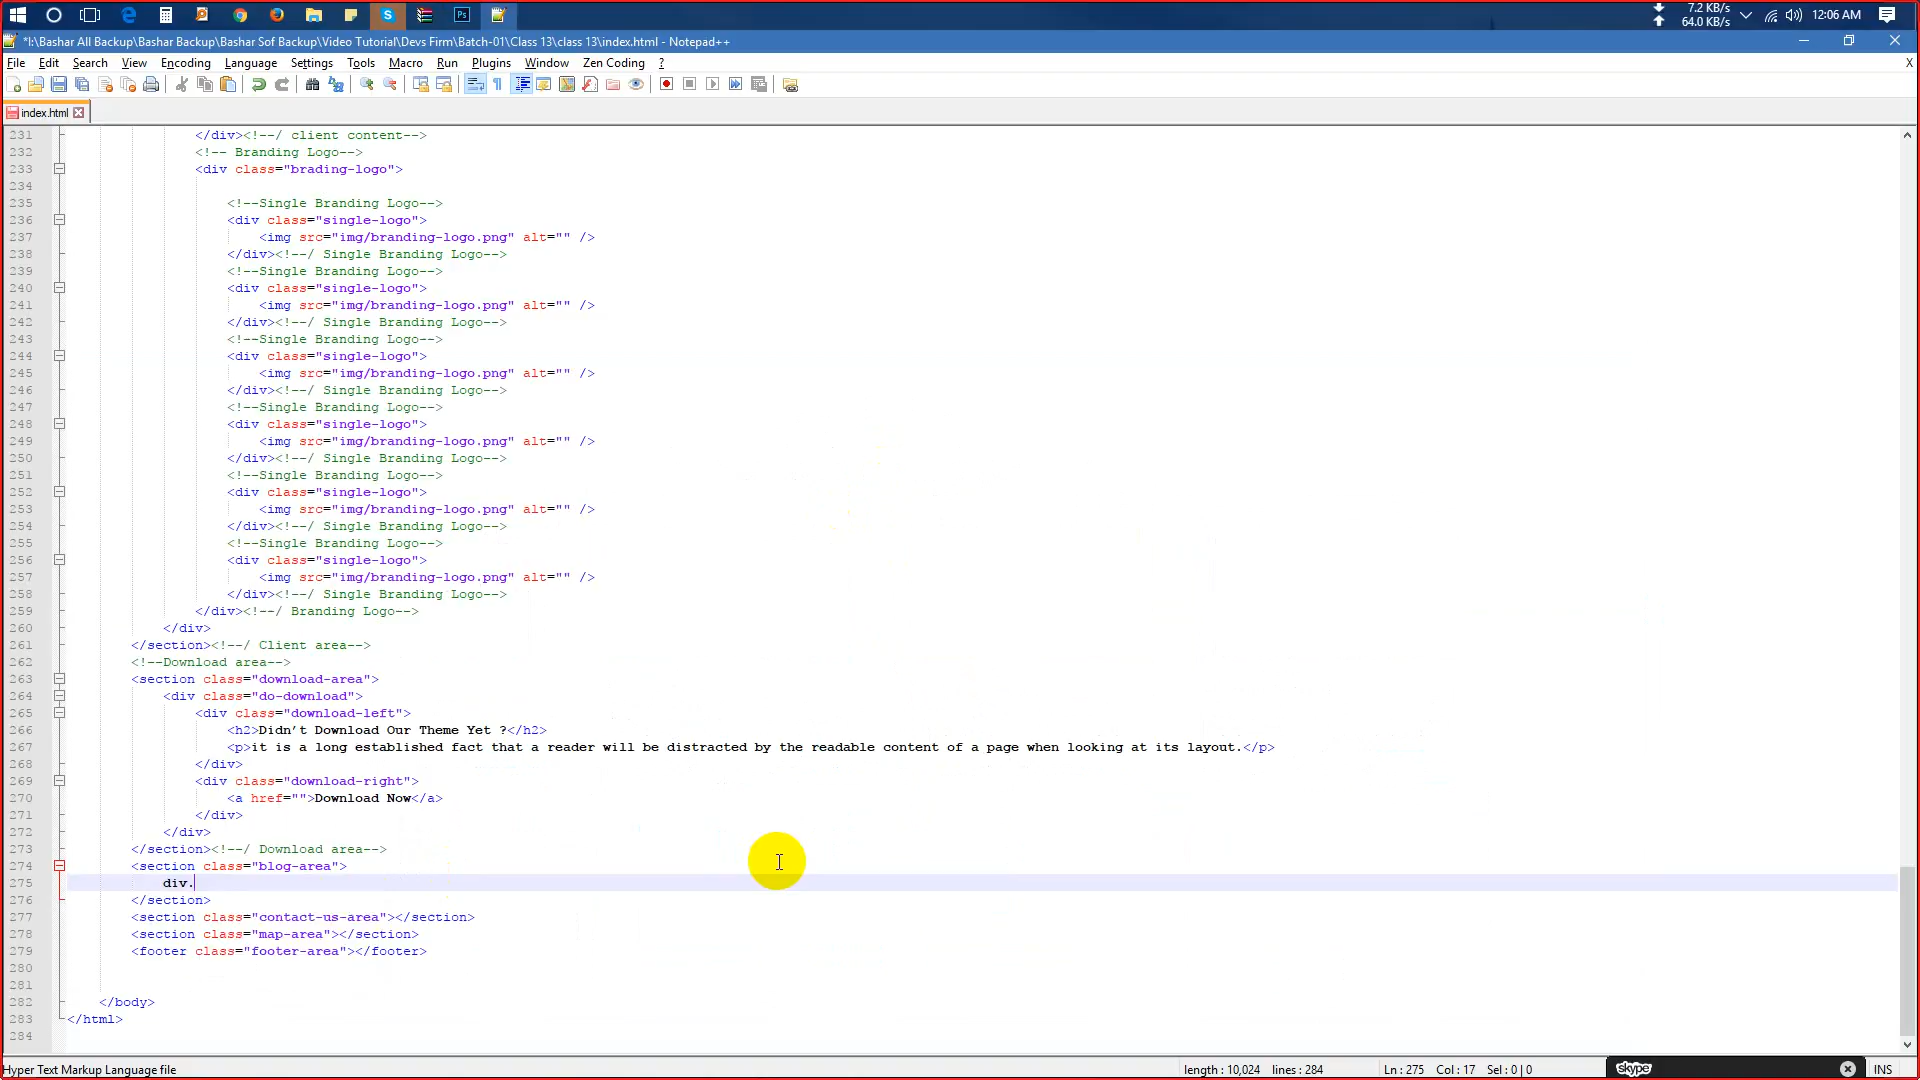 7.2 KB/s
64.0 KB/s
12:06 AM
*I:\Bashar All Backup\Bashar Backup\Bashar Sof Backup\Video Tutorial\Devs Firm\Batch-01\Class 13\class 13\index.html - Notepad++
File Edit Search View Encoding Language Settings Tools Macro Run Plugins Window Zen Coding ? X
index.html
231 </div><!--/ client content-->
232 <!-- Branding Logo-->
233 <div class="brading-logo">
234
235 <!--Single Branding Logo-->
236 <div class="single-logo">
237 <img src="img/branding-logo.png" alt="" />
238 </div><!--/ Single Branding Logo-->
239 <!--Single Branding Logo-->
240 <div class="single-logo">
241 <img src="img/branding-logo.png" alt="" />
242 </div><!--/ Single Branding Logo-->
243 <!--Single Branding Logo-->
244 <div class="single-logo">
245 <img src="img/branding-logo.png" alt="" />
246 </div><!--/ Single Branding Logo-->
247 <!--Single Branding Logo-->
248 <div class="single-logo">
249 <img src="img/branding-logo.png" alt="" />
250 </div><!--/ Single Branding Logo-->
251 <!--Single Branding Logo-->
252 <div class="single-logo">
253 <img src="img/branding-logo.png" alt="" />
254 </div><!--/ Single Branding Logo-->
255 <!--Single Branding Logo-->
256 <div class="single-logo">
257 <img src="img/branding-logo.png" alt="" />
258 </div><!--/ Single Branding Logo-->
259 </div><!--/ Branding Logo-->
260 </div>
261 </section><!--/ Client area-->
262 <!--Download area-->
263 <section class="download-area">
264 <div class="do-download">
265 <div class="download-left">
266 <h2>Didn’t Download Our Theme Yet ?</h2>
267 <p>it is a long established fact that a reader will be distracted by the readable content of a page when looking at its layout.</p>
268 </div>
269 <div class="download-right">
270 <a href="">Download Now</a>
271 </div>
272 </div>
273 </section><!--/ Download area-->
274 <section class="blog-area">
275 div.
276 </section>
277 <section class="contact-us-area"></section>
278 <section class="map-area"></section>
279 <footer class="footer-area"></footer>
280
281
282 </body>
283 </html>
284
Hyper Text Markup Language file length : 10,024 lines : 284 Ln : 275 Col : 17 Sel : 0 | 0 skype INS